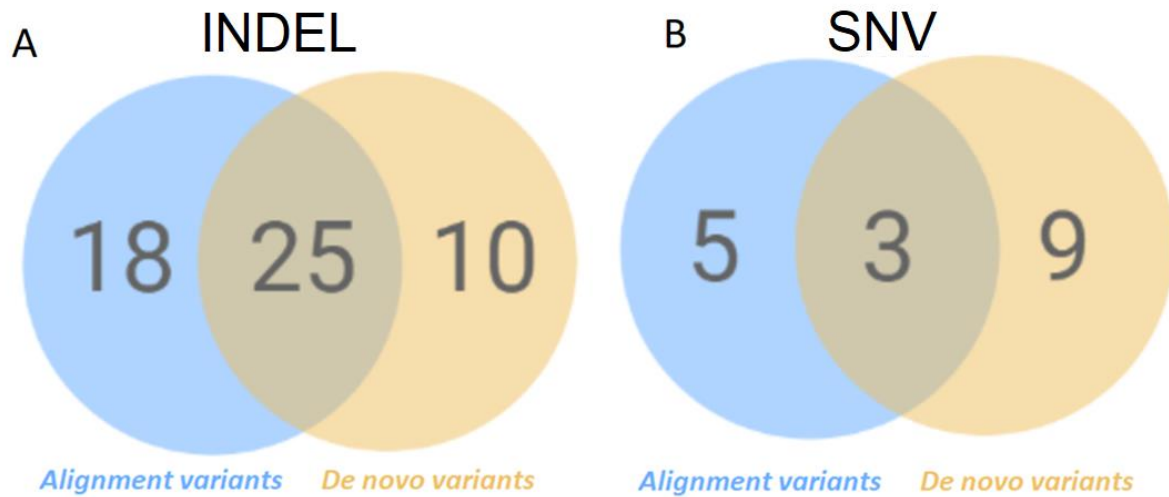 A INDEL
B SNV
18 25 10
5 3 9
Alignment variants De novo variants
Alignment variants De novo variants